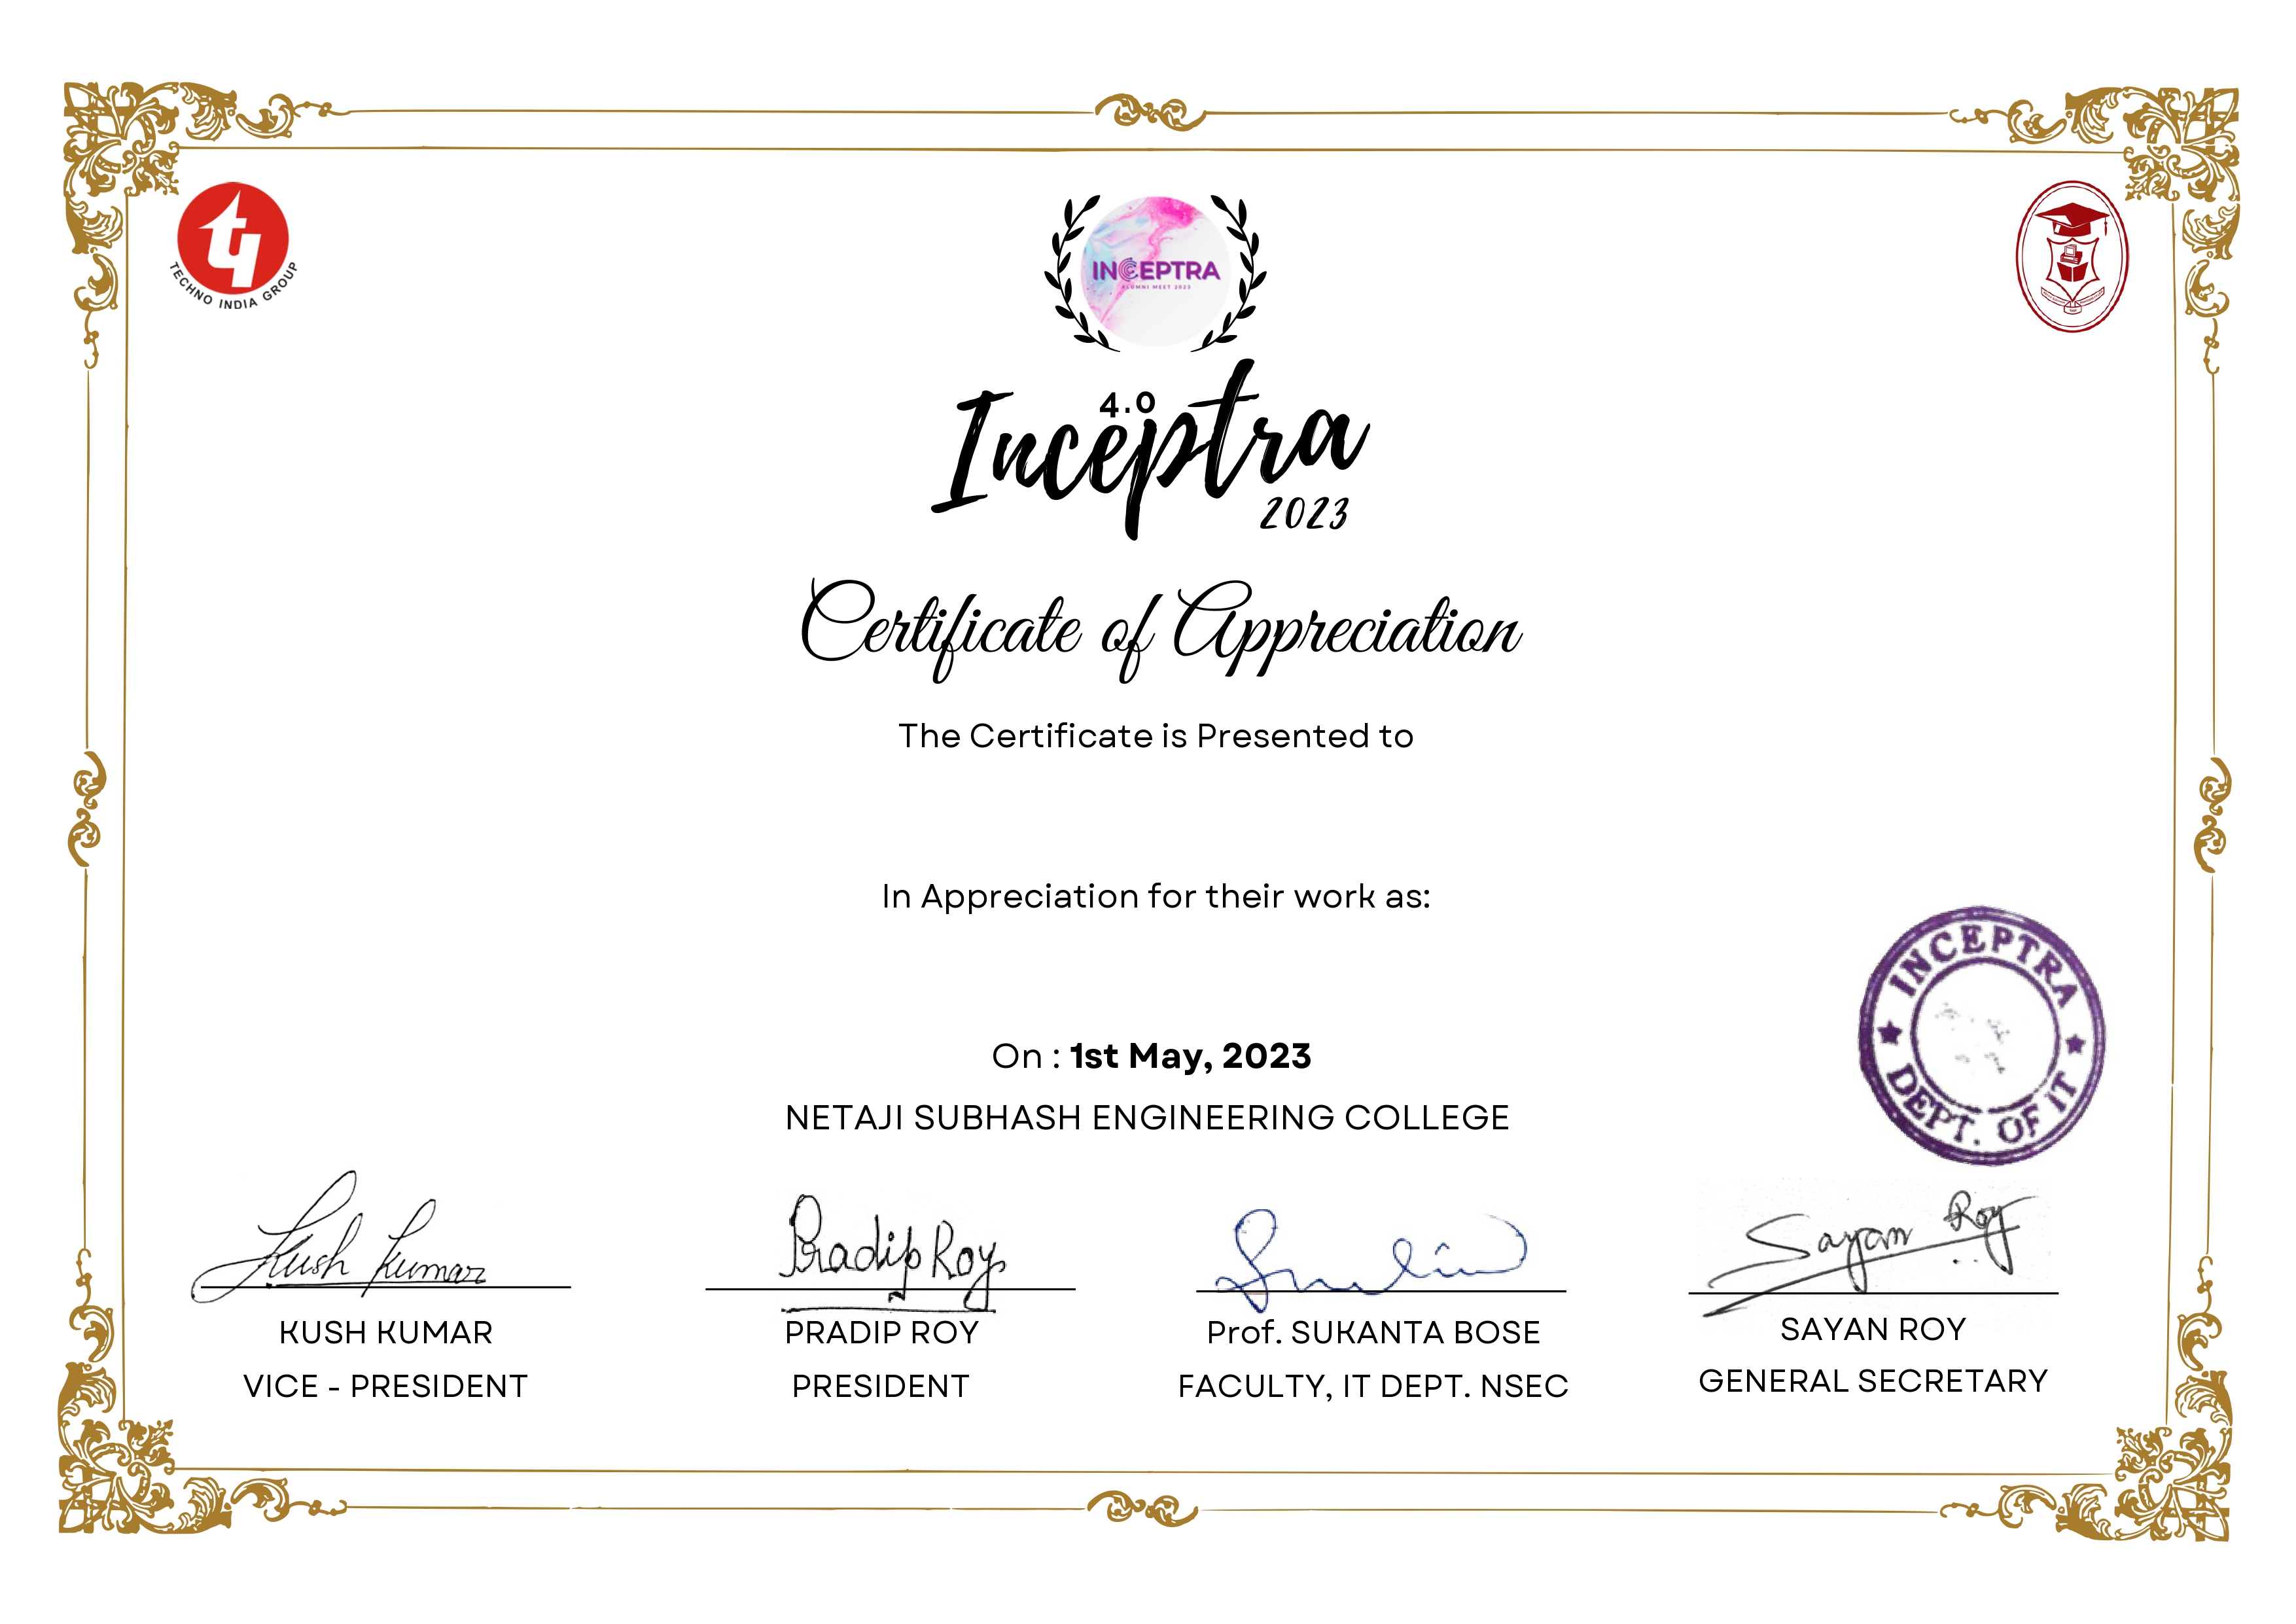 TECHNO INDIA GROUP
INCEPTRA
ALUMNI MEET 2023
4.0
Inceptra
2023
Certificate of Appreciation
The Certificate is Presented to
In Appreciation for their work as:
On : 1st May, 2023
NETAJI SUBHASH ENGINEERING COLLEGE
INCEPTRA
DEPT. OF IT
Kush Kumar
Pradip Roy
Sayan Roy
KUSH KUMAR
VICE - PRESIDENT
PRADIP ROY
PRESIDENT
Prof. SUKANTA BOSE
FACULTY, IT DEPT. NSEC
SAYAN ROY
GENERAL SECRETARY